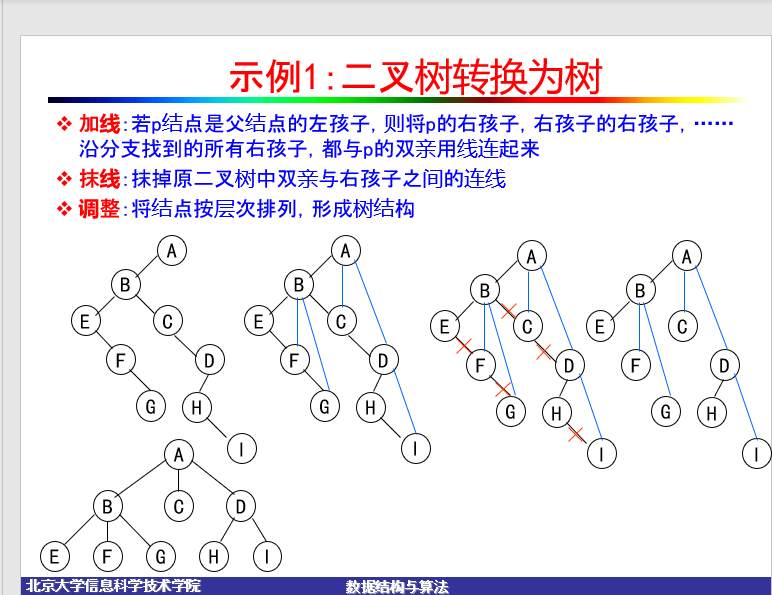 示例1:二叉树转换为树
❖ 加线:若p结点是父结点的左孩子, 则将p的右孩子, 右孩子的右孩子, ……
沿分支找到的所有右孩子, 都与p的双亲用线连起来
❖ 抹线:抹掉原二叉树中双亲与右孩子之间的连线
❖ 调整:将结点按层次排列, 形成树结构
A A A A
B B B B
E C E C E C E C
F D F D F D F D
G H G H G H G H
I I I I
A
B C D
E F G H I
北京大学信息科学技术学院 数据结构与算法